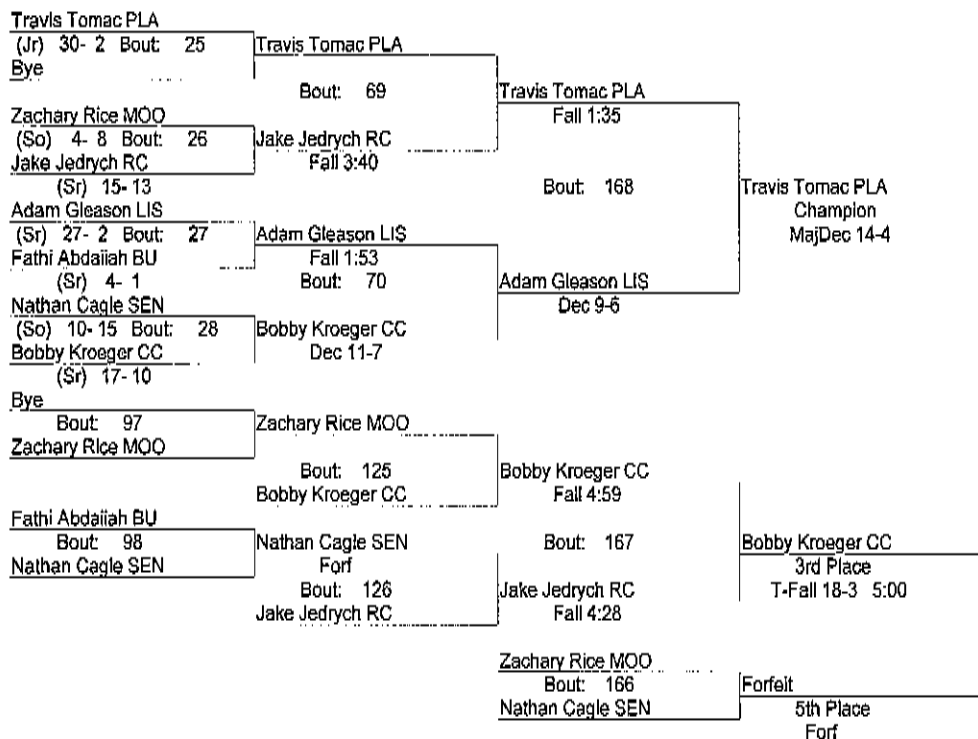 Travis Tomac PLA
(Jr) 30- 2 Bout: 25
Bye
Travis Tomac PLA
Bout: 69
Zachary Rice MOO
(So) 4- 8 Bout: 26
Jake Jedrych RC
(Sr) 15- 13
Jake Jedrych RC
Fall 3:40
Travis Tomac PLA
Fall 1:35
Bout: 168
Adam Gleason LIS
(Sr) 27- 2 Bout: 27
Fathi Abdaiiah BU
(Sr) 4- 1
Adam Gleason LIS
Fall 1:53
Bout: 70
Nathan Cagle SEN
(So) 10- 15 Bout: 28
Bobby Kroeger CC
(Sr) 17- 10
Bobby Kroeger CC
Dec 11-7
Adam Gleason LIS
Dec 9-6
Travis Tomac PLA
Champion
MajDec 14-4
Bye
Bout: 97
Zachary Rice MOO
Zachary Rice MOO
Bout: 125
Bobby Kroeger CC
Bobby Kroeger CC
Fall 4:59
Bout: 167
Fathi Abdaiiah BU
Bout: 98
Nathan Cagle SEN
Nathan Cagle SEN
Forf
Bout: 126
Jake Jedrych RC
Jake Jedrych RC
Fall 4:28
Bobby Kroeger CC
3rd Place
T-Fall 18-3 5:00
Zachary Rice MOO
Bout: 166
Nathan Cagle SEN
Forfeit
5th Place
Forf